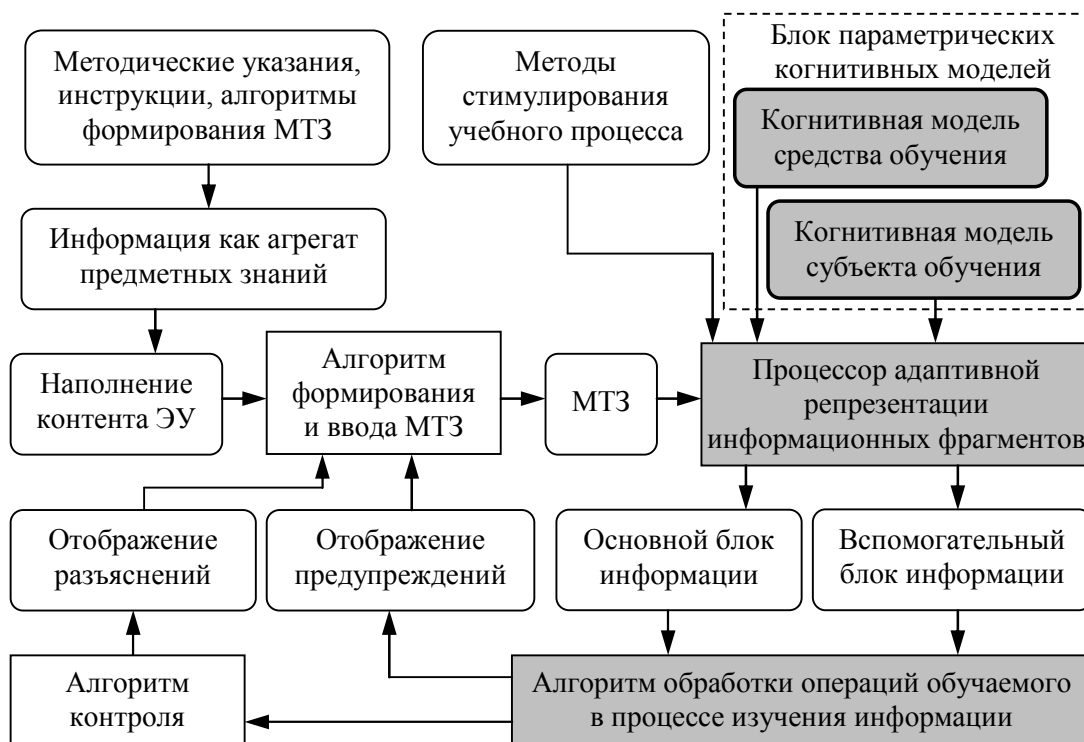 Методические указания,
инструкции, алгоритмы
формирования МТЗ
Методы
стимулирования
учебного процесса
Блок параметрических
когнитивных моделей
Когнитивная модель
средства обучения
Когнитивная модель
субъекта обучения
Информация как агрегат
предметных знаний
Наполнение
контента ЭУ
Алгоритм
формирования
и ввода МТЗ
МТЗ
Процессор адаптивной
репрезентации
информационных фрагментов
Отображение
разъяснений
Отображение
предупреждений
Основной блок
информации
Вспомогательный
блок информации
Алгоритм
контроля
Алгоритм обработки операций обучаемого
в процессе изучения информации